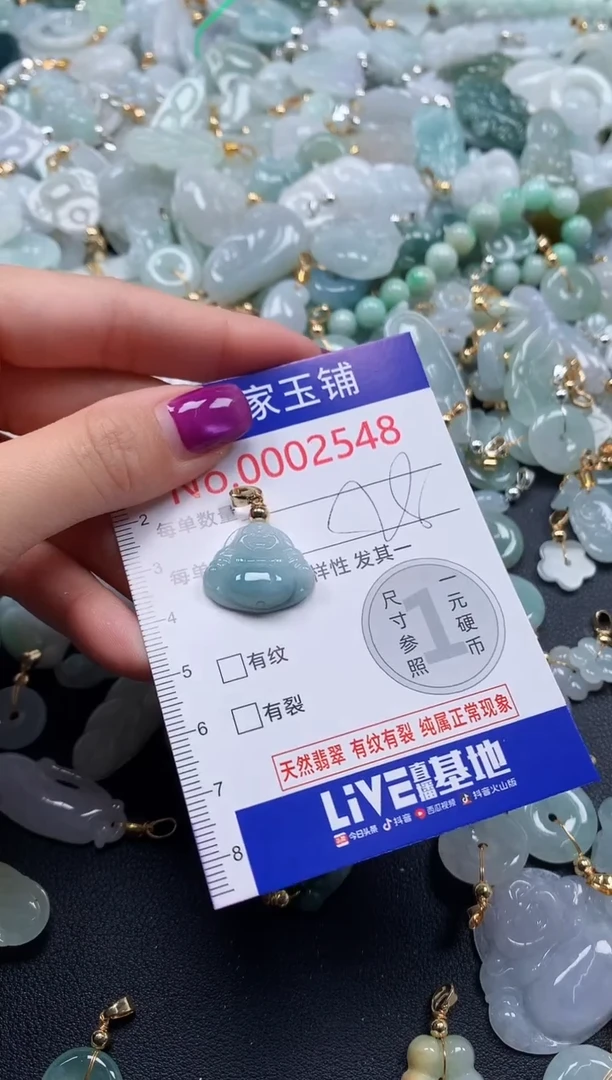 家玉铺
No.0002548
每单数量
每单
样性 发其一
有纹
有裂
尺寸参照
1
一元硬币
天然翡翠 有纹有裂 纯属正常现象
LiVE直播基地
今日头条 抖音 西瓜视频 抖音火山版
2
3
4
5
6
7
8